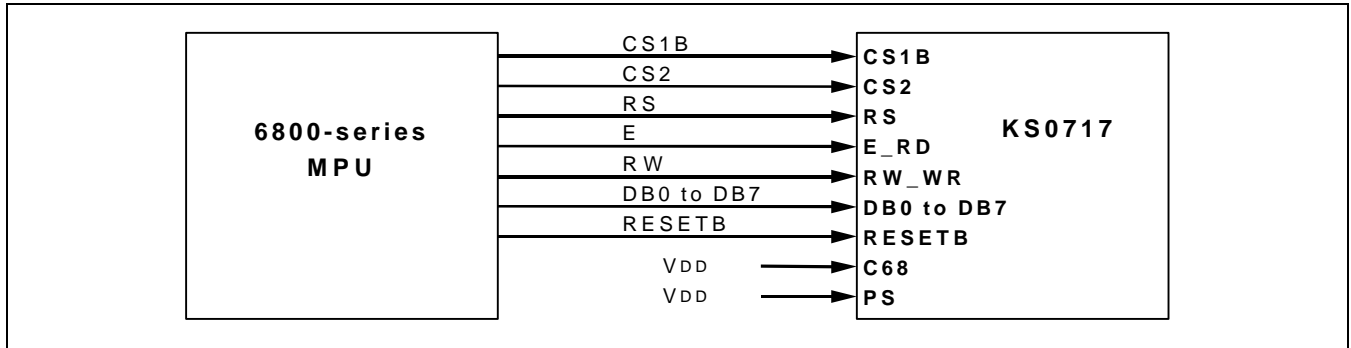 CS1B
CS1B
CS2
CS2
RS
RS
6800-series
MPU
KS0717
E
E_RD
RW
RW_WR
DB0 to DB7
DB0 to DB7
RESETB
RESETB
VDD
C68
VDD
PS